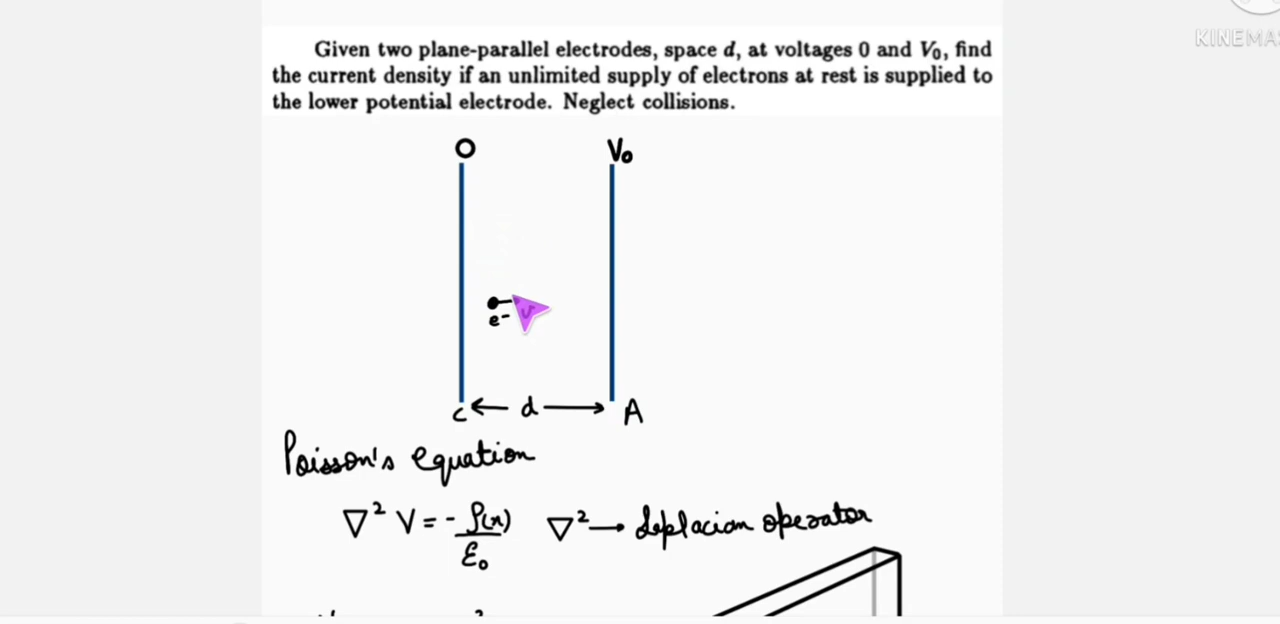 KINEMA
Given two plane-parallel electrodes, space d, at voltages 0 and V₀, find
the current density if an unlimited supply of electrons at rest is supplied to
the lower potential electrode. Neglect collisions.
O V₀
e⁻ v
c ← d → A
Poisson's equation
∇² V = - ρ(x) / ε₀ ∇² → Laplacian operator